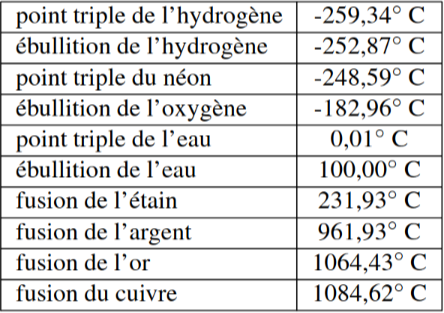 point triple de l’hydrogène -259,34° C
ébullition de l’hydrogène -252,87° C
point triple du néon -248,59° C
ébullition de l’oxygène -182,96° C
point triple de l’eau 0,01° C
ébullition de l’eau 100,00° C
fusion de l’étain 231,93° C
fusion de l’argent 961,93° C
fusion de l’or 1064,43° C
fusion du cuivre 1084,62° C